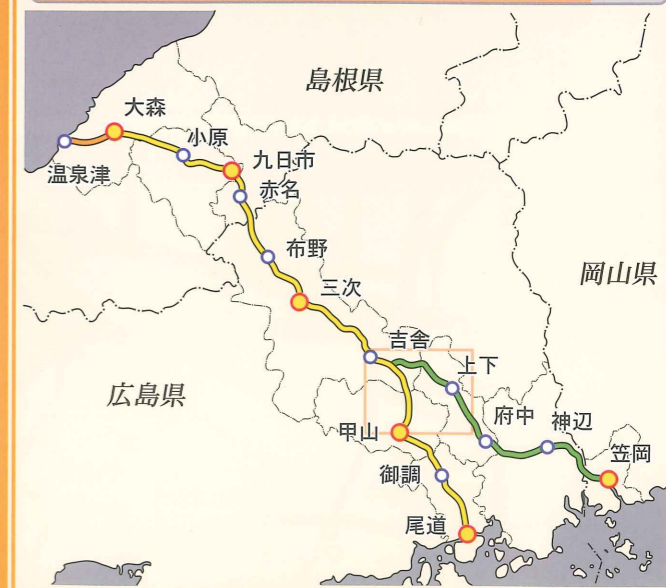 島根県
大森
小原
九日市
温泉津
赤名
布野
岡山県
三次
吉舎
上下
広島県
府中
神辺
甲山
笠岡
御調
尾道